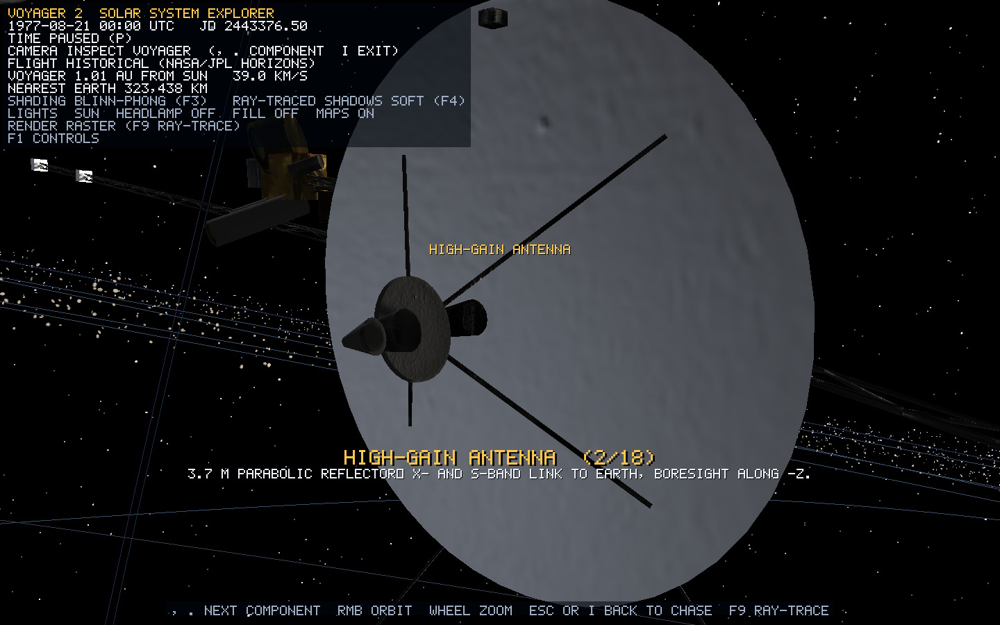 VOYAGER 2  SOLAR SYSTEM EXPLORER
1977-08-21 00:00 UTC   JD 2443376.50
TIME PAUSED (P)
CAMERA INSPECT VOYAGER  (, . COMPONENT  I EXIT)
FLIGHT HISTORICAL (NASA/JPL HORIZONS)
VOYAGER 1.01 AU FROM SUN   39.0 KM/S
NEAREST EARTH 323,438 KM
SHADING BLINN-PHONG (F3)   RAY-TRACED SHADOWS SOFT (F4)
LIGHTS  SUN  HEADLAMP OFF  FILL OFF  MAPS ON
RENDER RASTER (F9 RAY-TRACE)
F1 CONTROLS
HIGH-GAIN ANTENNA
HIGH-GAIN ANTENNA  (2/18)
3.7 M PARABOLIC REFLECTOR▯ X- AND S-BAND LINK TO EARTH, BORESIGHT ALONG -Z.
, . NEXT COMPONENT  RMB ORBIT  WHEEL ZOOM  ESC OR I BACK TO CHASE  F9 RAY-TRACE